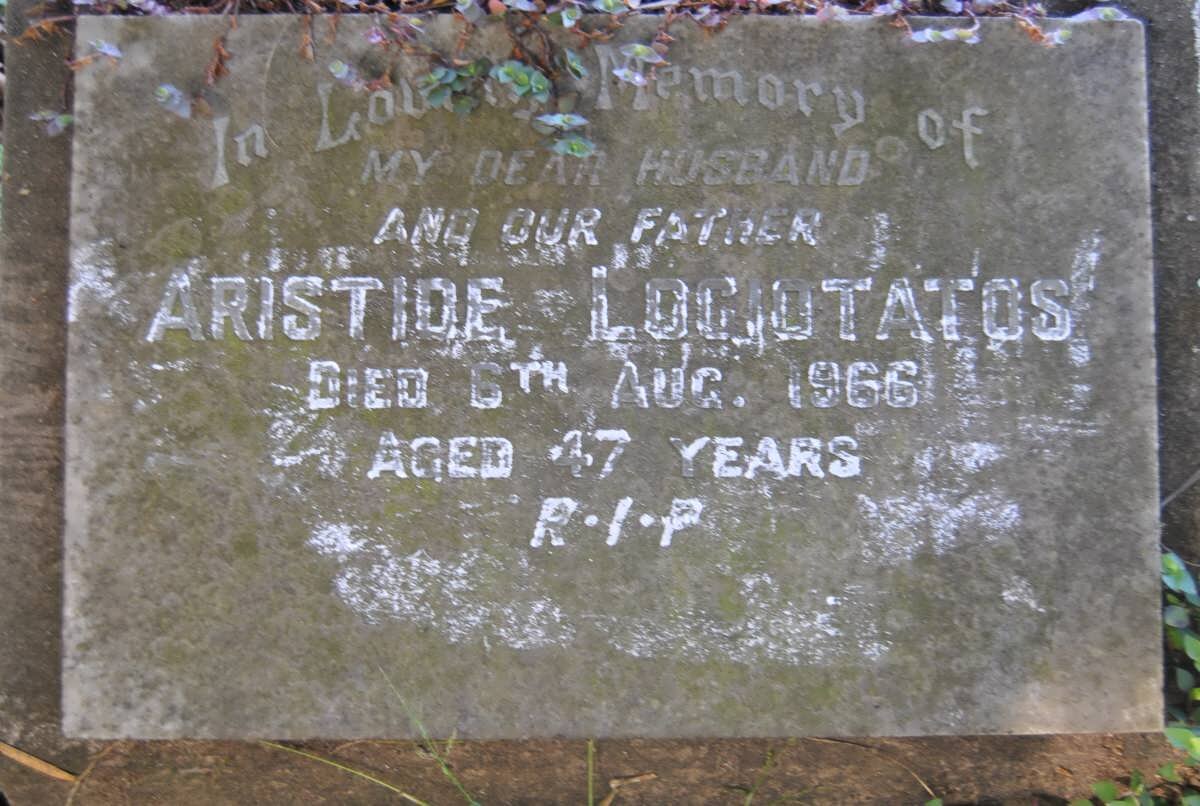 In Loving Memory of
MY DEAR HUSBAND
AND OUR FATHER
ARISTIDE LOGIOTATOS
DIED 6TH AUG. 1966
AGED 47 YEARS
R·I·P